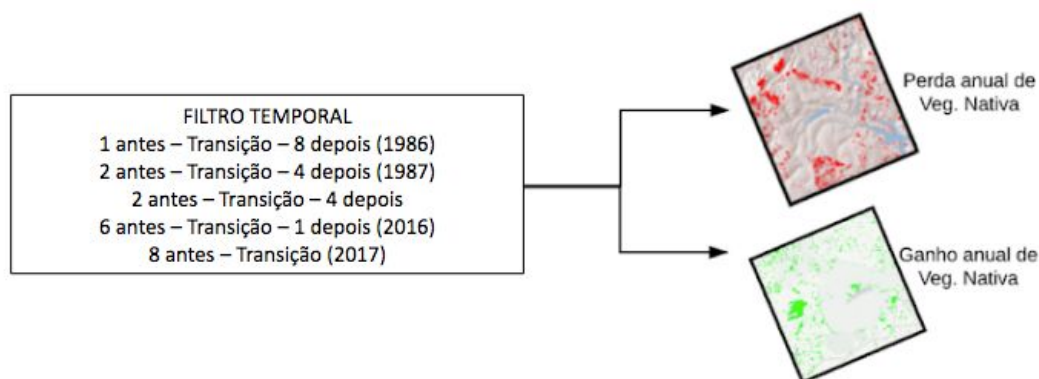 FILTRO TEMPORAL
1 antes – Transição – 8 depois (1986)
2 antes – Transição – 4 depois (1987)
2 antes – Transição – 4 depois
6 antes – Transição – 1 depois (2016)
8 antes – Transição (2017)
Perda anual de
Veg. Nativa
Ganho anual de
Veg. Nativa